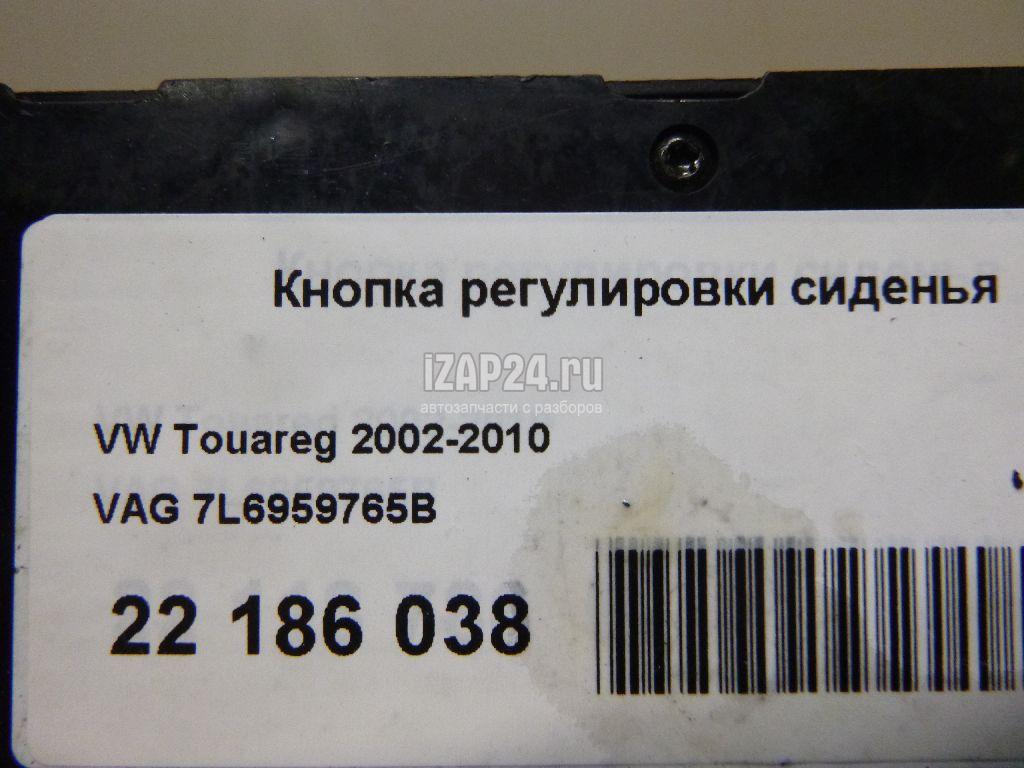 Кнопка регулировки сиденья
iZAP24.ru
автозапчасти с разборов
VW Touareg 2002-2010
VAG 7L6959765B
22 186 038